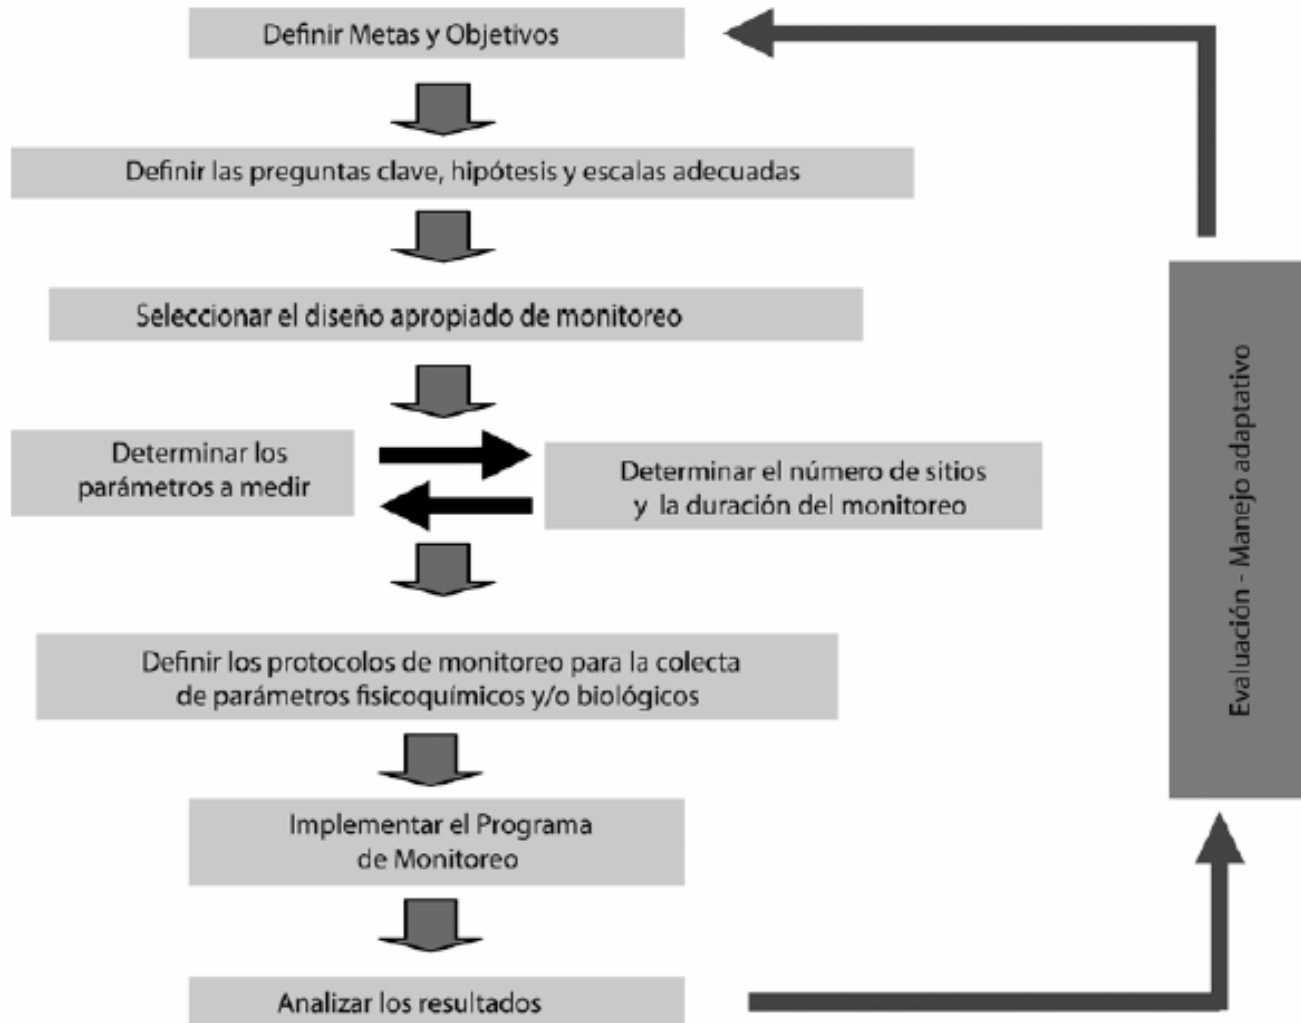 Definir Metas y Objetivos
Definir las preguntas clave, hipótesis y escalas adecuadas
Seleccionar el diseño apropiado de monitoreo
Determinar los
parámetros a medir
Determinar el número de sitios
y la duración del monitoreo
Definir los protocolos de monitoreo para la colecta
de parámetros fisicoquímicos y/o biológicos
Implementar el Programa
de Monitoreo
Analizar los resultados
Evaluación - Manejo adaptativo